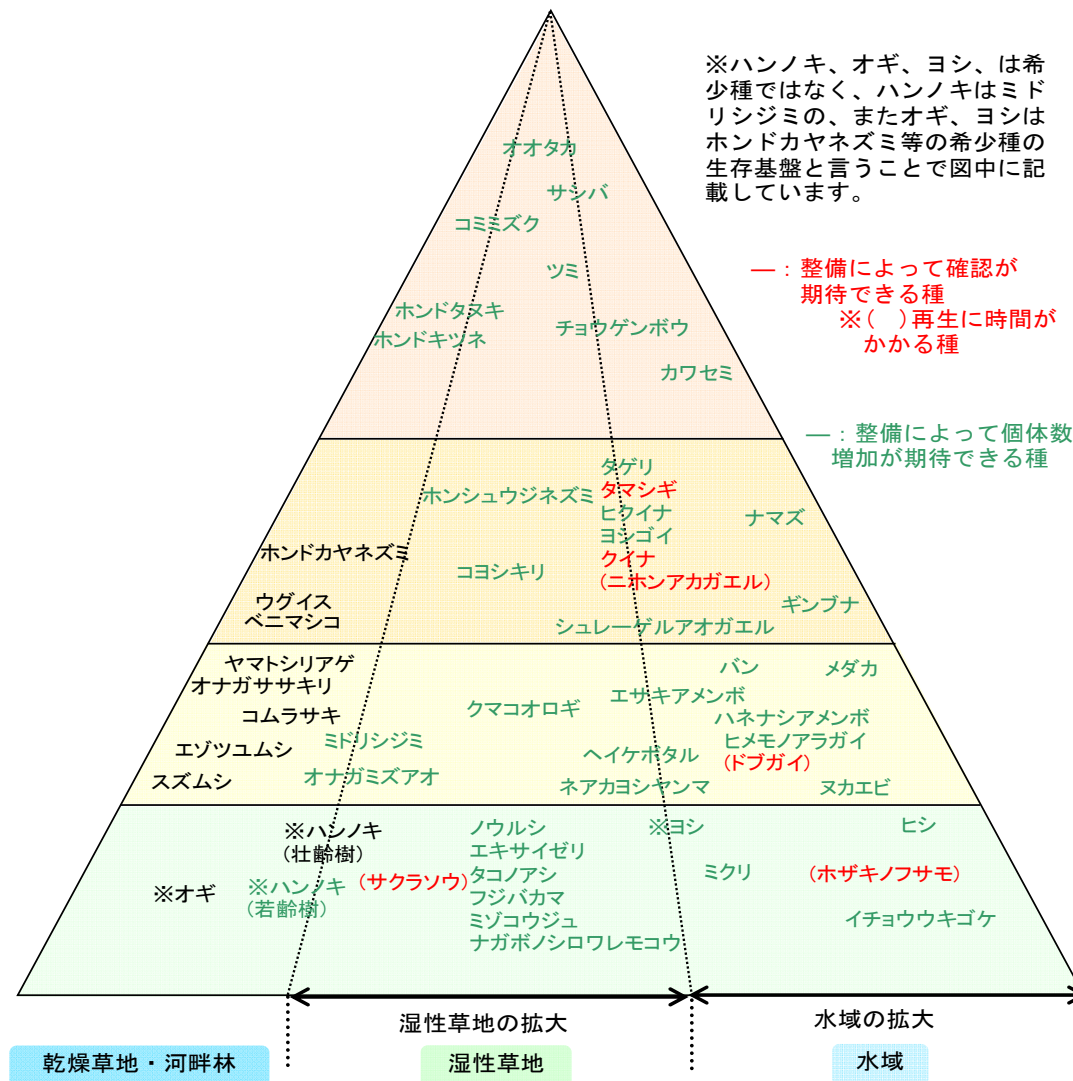 ※ハンノキ、オギ、ヨシ、は希
少種ではなく、ハンノキはミド
リシジミの、またオギ、ヨシは
ホンドカヤネズミ等の希少種の
生存基盤と言うことで図中に記
載しています。
オオタカ
サシバ
コミミズク
ツミ
ホンドタヌキ
チョウゲンボウ
ホンドキツネ
カワセミ
―：整備によって確認が
期待できる種
※(　)再生に時間が
かかる種
―：整備によって個体数
増加が期待できる種
タゲリ
ホンシュウジネズミ
タマシギ
ヒクイナ
ナマズ
ヨシゴイ
ホンドカヤネズミ
クイナ
コヨシキリ
(ニホンアカガエル)
ウグイス
ギンブナ
ベニマシコ
シュレーゲルアオガエル
ヤマトシリアゲ
バン
メダカ
オナガササキリ
エサキアメンボ
コムラサキ
クマコオロギ
ハネナシアメンボ
エゾツユムシ
ミドリシジミ
ヘイケボタル
ヒメモノアラガイ
(ドブガイ)
スズムシ
オナガミズアオ
ネアカヨシヤンマ
ヌカエビ
※ハシノキ
(壮齢樹)
ノウルシ
※ヨシ
ヒシ
エキサイゼリ
※オギ
※ハンノキ
(若齢樹)
(サクラソウ)
タコノアシ
ミクリ
(ホザキノフサモ)
フジバカマ
ミゾコウジュ
イチョウウキゴケ
ナガボノシロワレモコウ
湿性草地の拡大
水域の拡大
乾燥草地・河畔林
湿性草地
水域